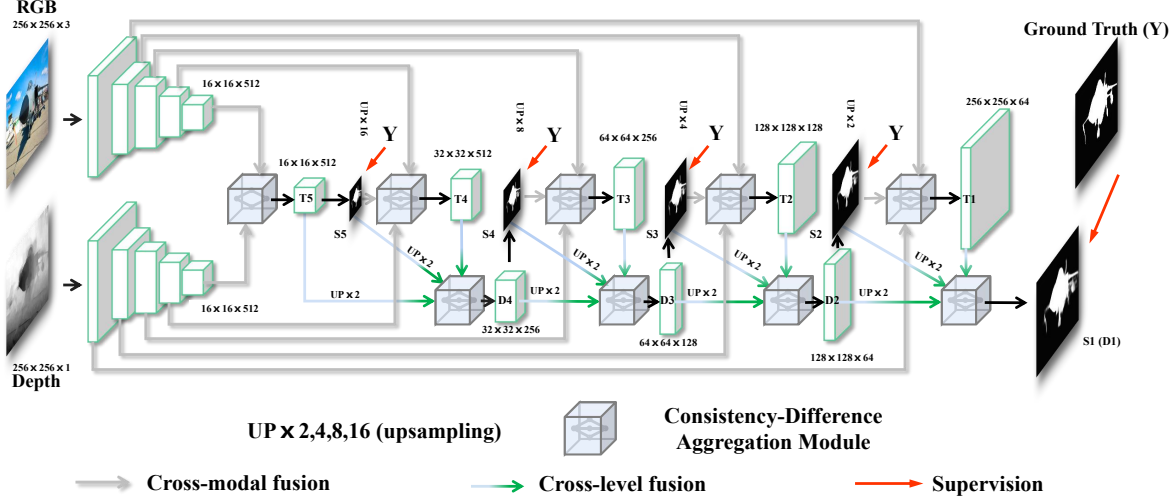 RGB
256×256×3
Ground Truth (Y)
16×16×512
UP×16
Y
UP×8
Y
UP×4
Y
UP×2
Y
256×256×64
16×16×512
32×32×512
64×64×256
128×128×128
T5
T4
T3
T2
T1
S5
S4
S3
S2
UP×2
UP×2
UP×2
UP×2
UP×2
D4
UP×2
D3
UP×2
D2
UP×2
16×16×512
32×32×256
64×64×128
128×128×64
S1 (D1)
256×256×1
Depth
UP×2,4,8,16 (upsampling)
Consistency-Difference
Aggregation Module
Cross-modal fusion
Cross-level fusion
Supervision